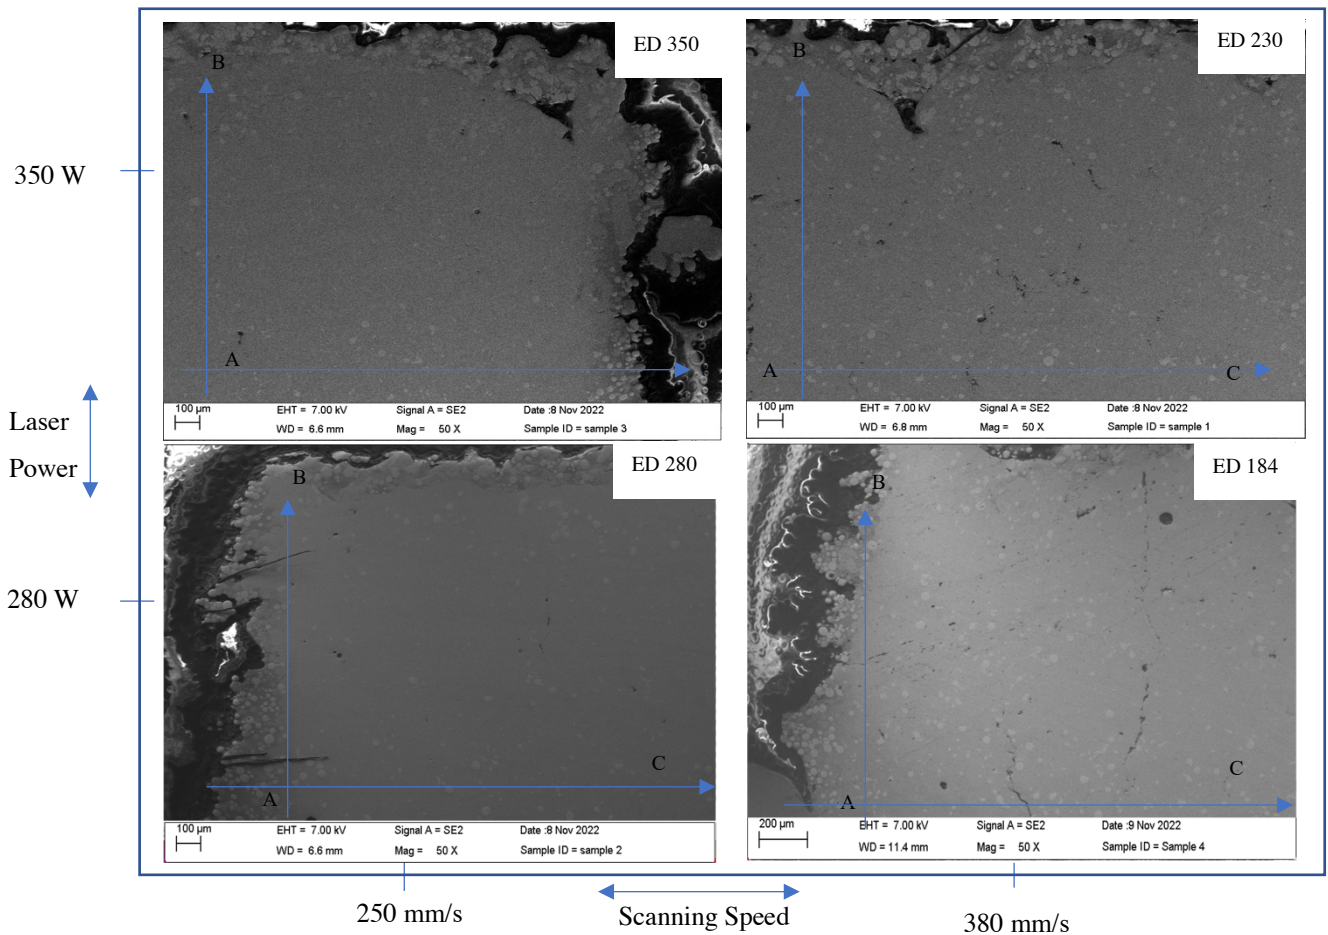 ED 350
B
A
100 µm
EHT = 7.00 kV
Signal A = SE2
Date :8 Nov 2022
WD = 6.6 mm
Mag = 50 X
Sample ID = sample 3
ED 230
B
A
C
100 µm
EHT = 7.00 kV
Signal A = SE2
Date :8 Nov 2022
WD = 6.8 mm
Mag = 50 X
Sample ID = sample 1
350 W
Laser
Power
280 W
ED 280
B
C
A
100 µm
EHT = 7.00 kV
Signal A = SE2
Date :8 Nov 2022
WD = 6.6 mm
Mag = 50 X
Sample ID = sample 2
ED 184
B
C
A
200 µm
EHT = 7.00 kV
Signal A = SE2
Date :9 Nov 2022
WD = 11.4 mm
Mag = 50 X
Sample ID = Sample 4
250 mm/s
Scanning Speed
380 mm/s